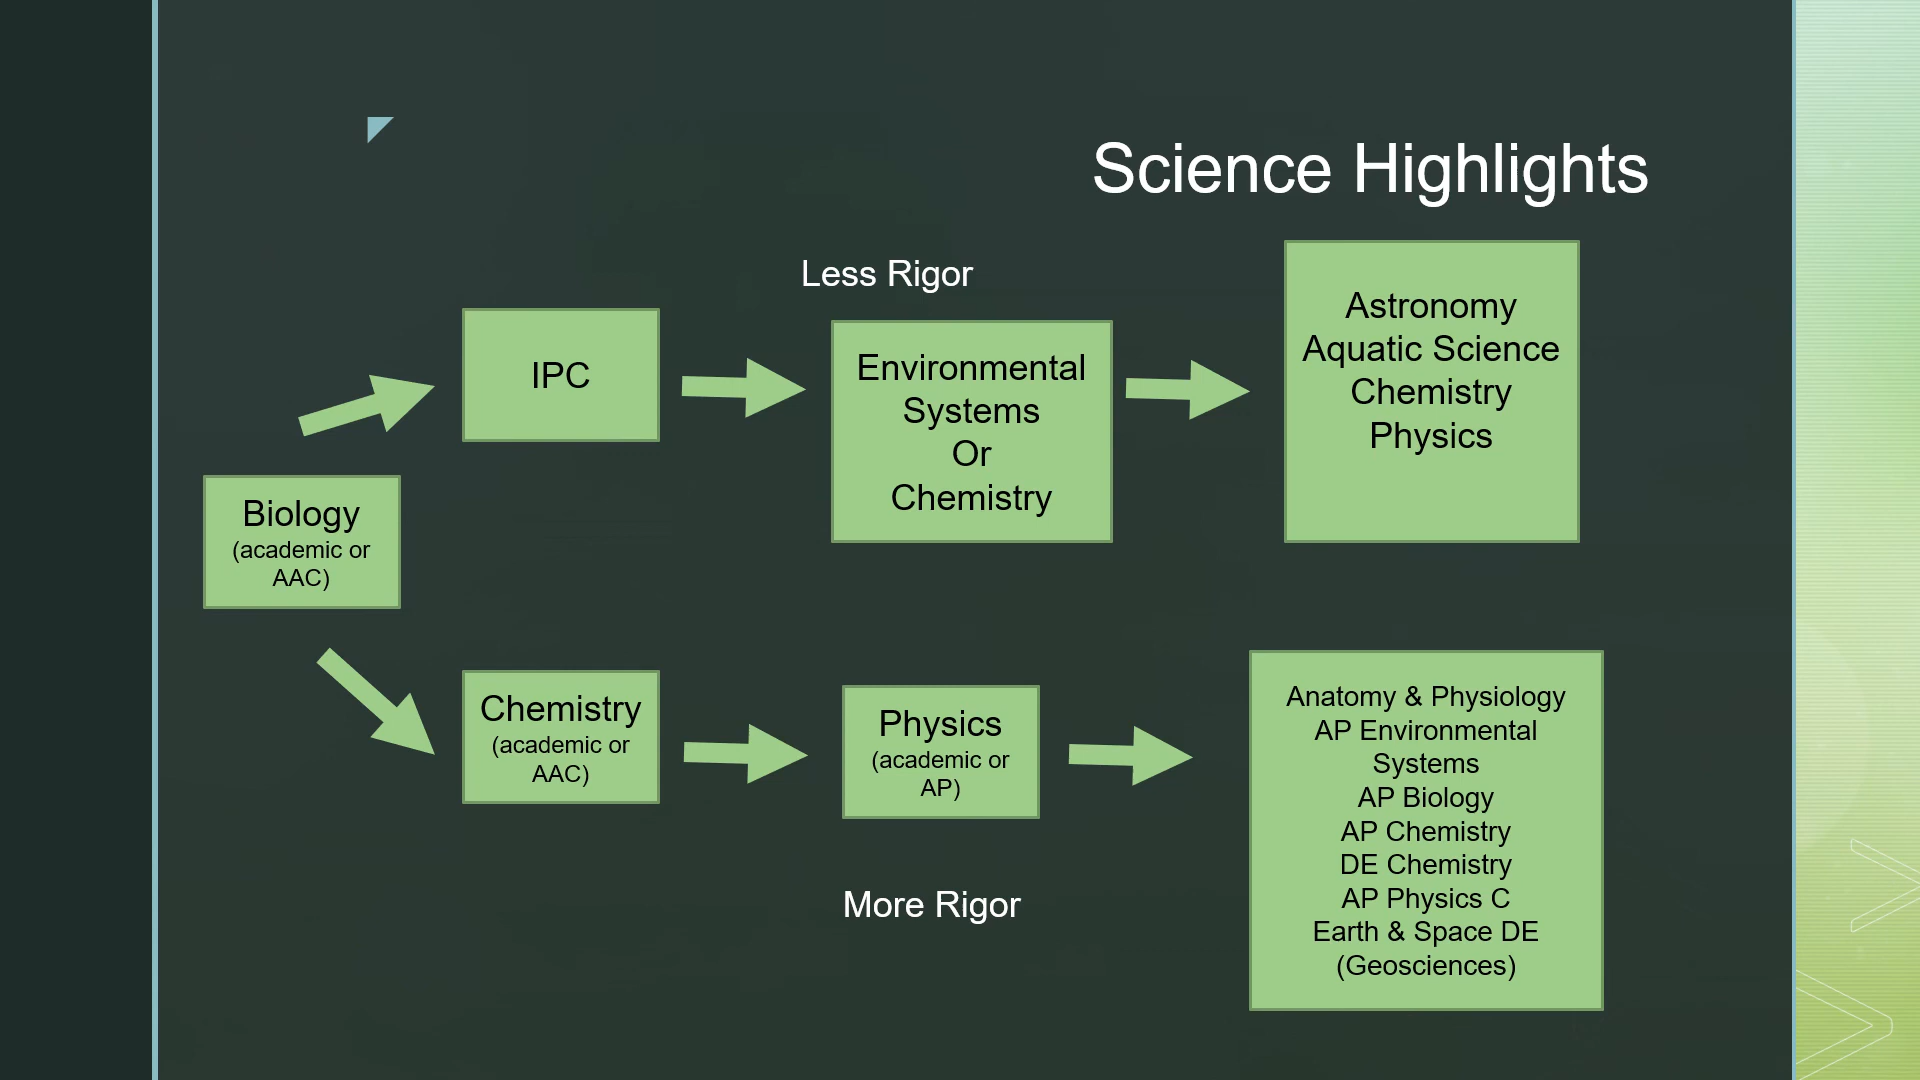 Science Highlights
Less Rigor
IPC
Environmental
Systems
Or
Chemistry
Astronomy
Aquatic Science
Chemistry
Physics
Biology
(academic or
AAC)
Chemistry
(academic or
AAC)
Physics
(academic or
AP)
Anatomy & Physiology
AP Environmental
Systems
AP Biology
AP Chemistry
DE Chemistry
AP Physics C
Earth & Space DE
(Geosciences)
More Rigor